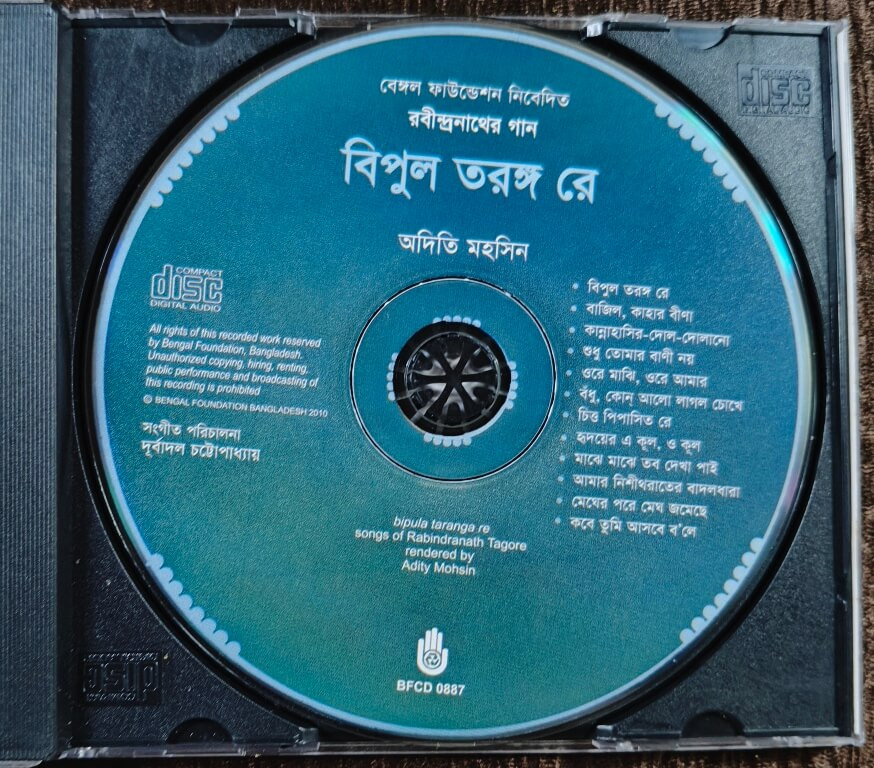 বেঙ্গল ফাউন্ডেশন নিবেদিত
রবীন্দ্রনাথের গান
বিপুল তরঙ্গ রে
অদিতি মহসিন
COMPACT
disc
DIGITAL AUDIO
All rights of this recorded work reserved
by Bengal Foundation, Bangladesh.
Unauthorized copying, hiring, renting,
public performance and broadcasting of
this recording is prohibited
© BENGAL FOUNDATION BANGLADESH 2010
সংগীত পরিচালনা
দূর্বাদল চট্টোপাধ্যায়
• বিপুল তরঙ্গ রে
• বাজিল, কাহার বীণা
• কান্নাহাসির-দোল-দোলানো
• শুধু তোমার বাণী নয়
• ওরে মাঝি, ওরে আমার
• বঁধু, কোন্ আলো লাগল চোখে
• চিত্ত পিপাসিত রে
• হৃদয়ের এ কূল, ও কূল
• মাঝে মাঝে তব দেখা পাই
• আমার নিশীথরাতের বাদলধারা
• মেঘের পরে মেঘ জমেছে
• কবে তুমি আসবে ব'লে
bipula taranga re
songs of Rabindranath Tagore
rendered by
Adity Mohsin
BFCD 0887
disc
disc